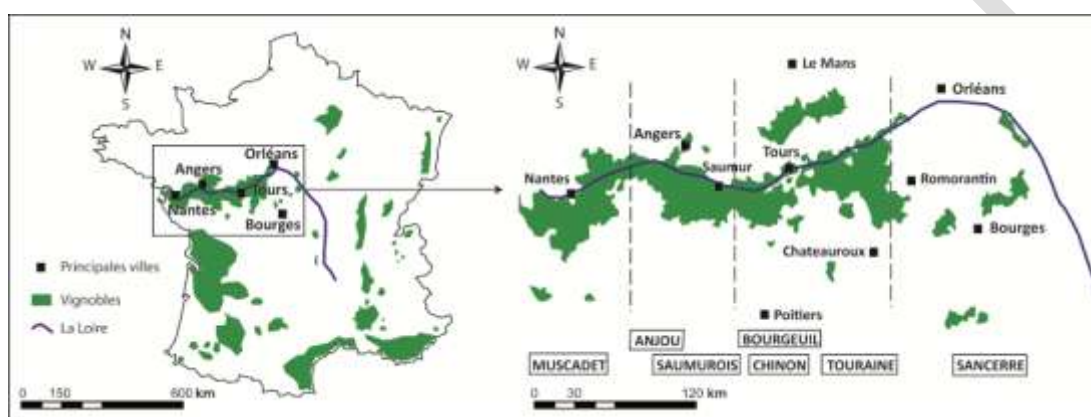 N
W E
S
Orléans
Angers
Tours,
Nantes
Bourges
Principales villes
Vignobles
La Loire
0 150 600 km
N
W E
S
Le Mans
Orléans
Angers
Tours
Saumur
Nantes
Romorantin
Bourges
Chateauroux
Poitiers
ANJOU BOURGEUIL
MUSCADET SAUMUROIS CHINON TOURAINE SANCERRE
0 30 120 km